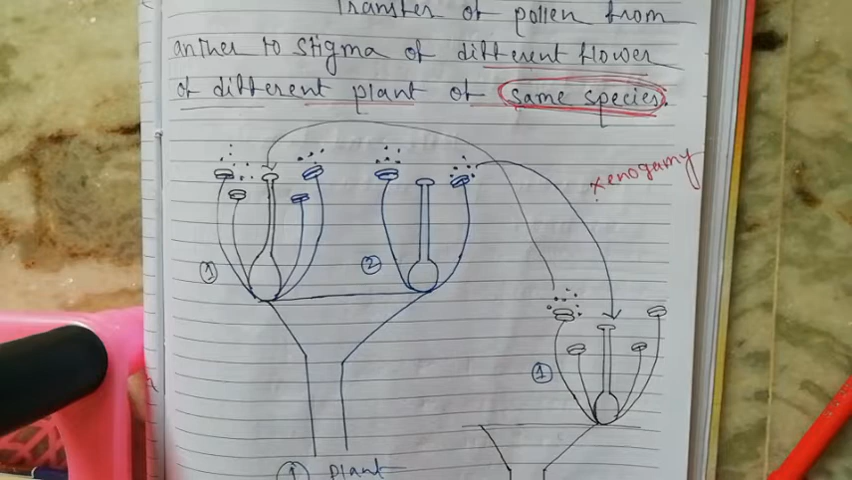 Transfer of pollen from
anther to stigma of different flower
of different plant of same species.
xenogamy
1
2
1
1 plant